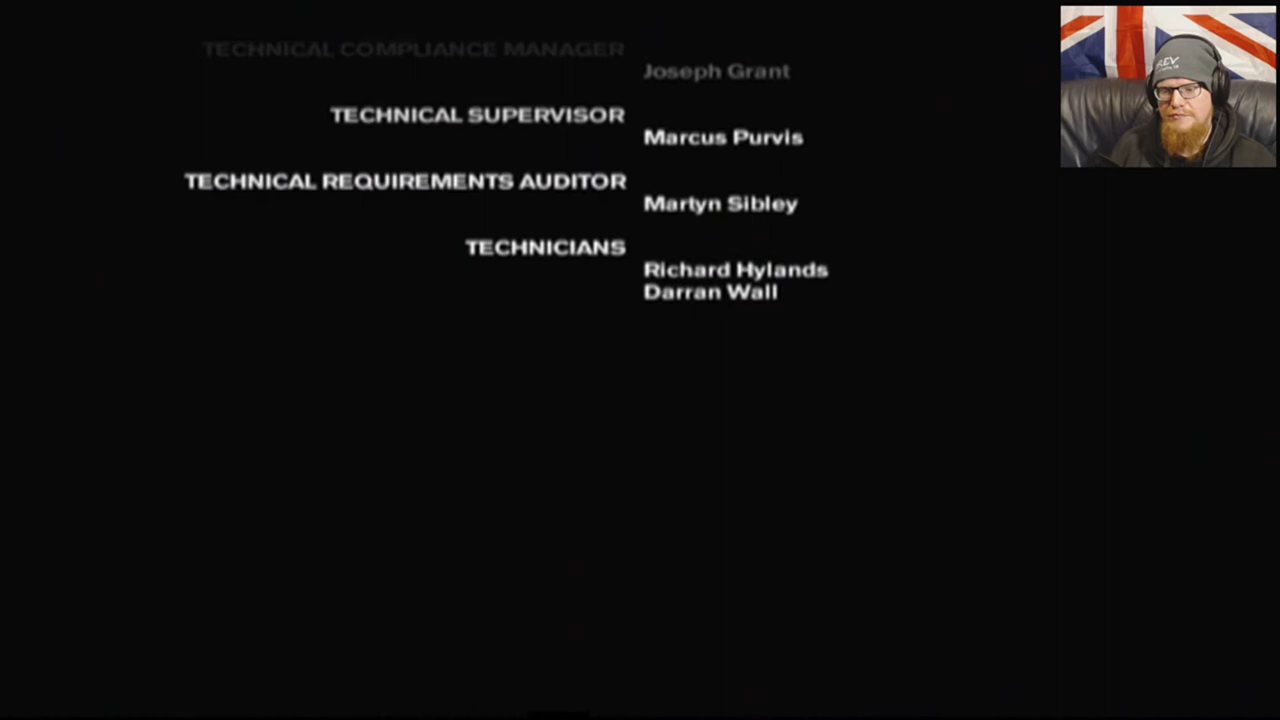 TECHNICAL COMPLIANCE MANAGER
Joseph Grant
TECHNICAL SUPERVISOR
Marcus Purvis
TECHNICAL REQUIREMENTS AUDITOR
Martyn Sibley
TECHNICIANS
Richard Hylands
Darran Wall